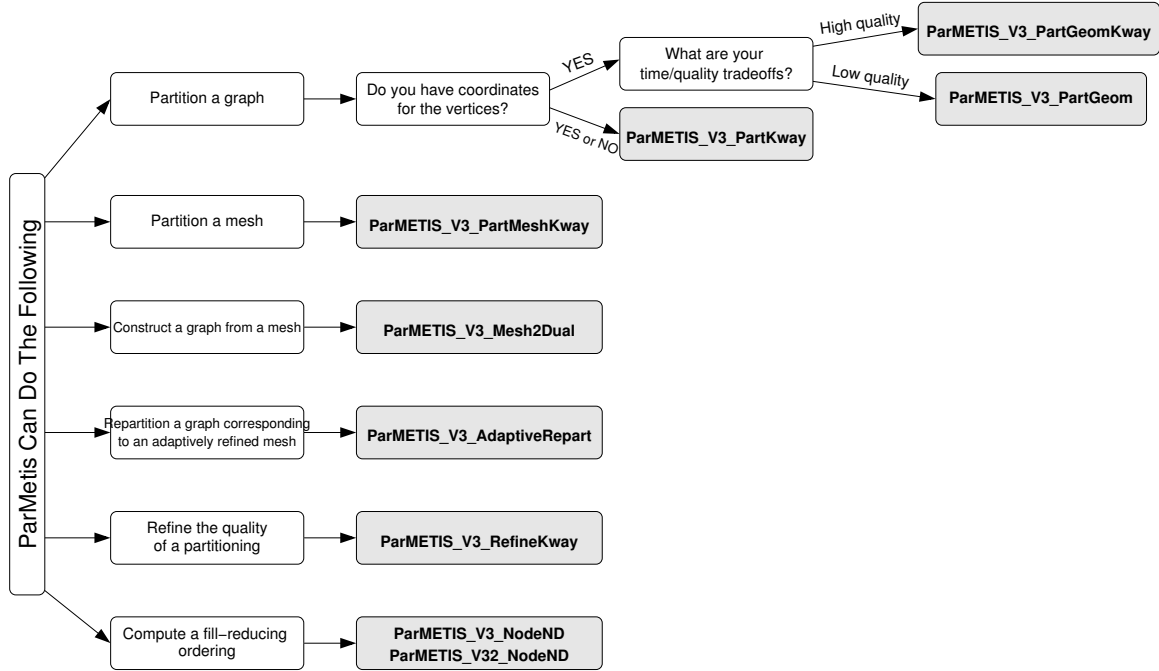 ParMetis Can Do The Following
Partition a graph
Do you have coordinates
for the vertices?
YES
YES or NO
What are your
time/quality tradeoffs?
High quality
Low quality
ParMETIS_V3_PartGeomKway
ParMETIS_V3_PartGeom
ParMETIS_V3_PartKway
Partition a mesh
ParMETIS_V3_PartMeshKway
Construct a graph from a mesh
ParMETIS_V3_Mesh2Dual
Repartition a graph corresponding
to an adaptively refined mesh
ParMETIS_V3_AdaptiveRepart
Refine the quality
of a partitioning
ParMETIS_V3_RefineKway
Compute a fill−reducing
ordering
ParMETIS_V3_NodeND
ParMETIS_V32_NodeND